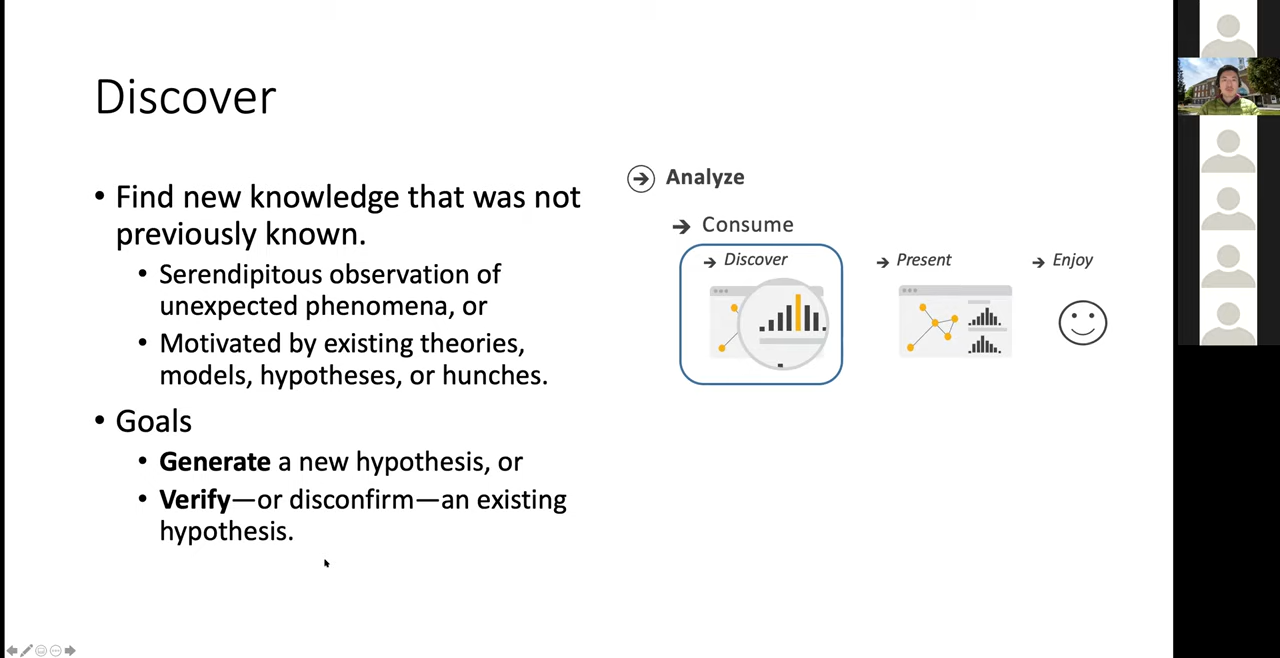 Discover
• Find new knowledge that was not
previously known.
• Serendipitous observation of
unexpected phenomena, or
• Motivated by existing theories,
models, hypotheses, or hunches.
• Goals
• Generate a new hypothesis, or
• Verify—or disconfirm—an existing
hypothesis.
Analyze
Consume
Discover
Present
Enjoy